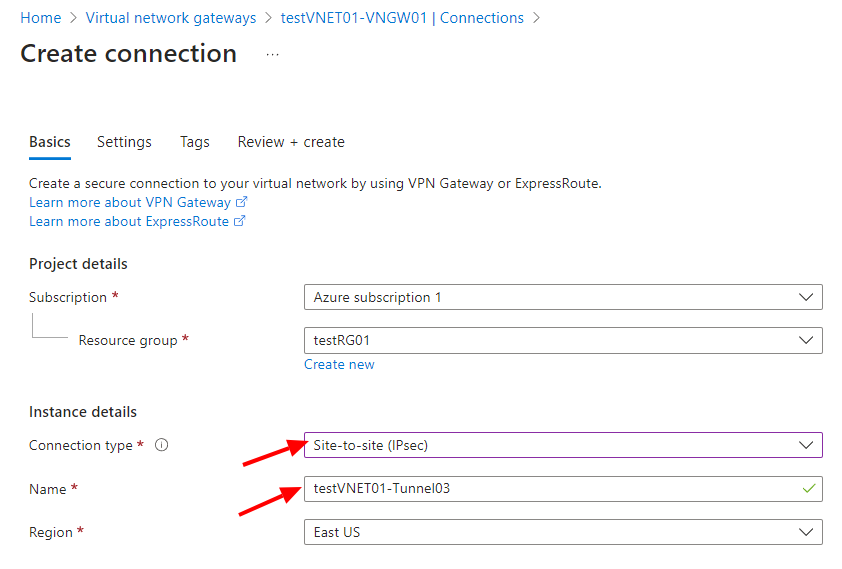 Home > Virtual network gateways > testVNET01-VNGW01 | Connections >
Create connection ...
Basics Settings Tags Review + create
Create a secure connection to your virtual network by using VPN Gateway or ExpressRoute.
Learn more about VPN Gateway
Learn more about ExpressRoute
Project details
Subscription * Azure subscription 1
Resource group * testRG01
Create new
Instance details
Connection type * Site-to-site (IPsec)
Name * testVNET01-Tunnel03
Region * East US